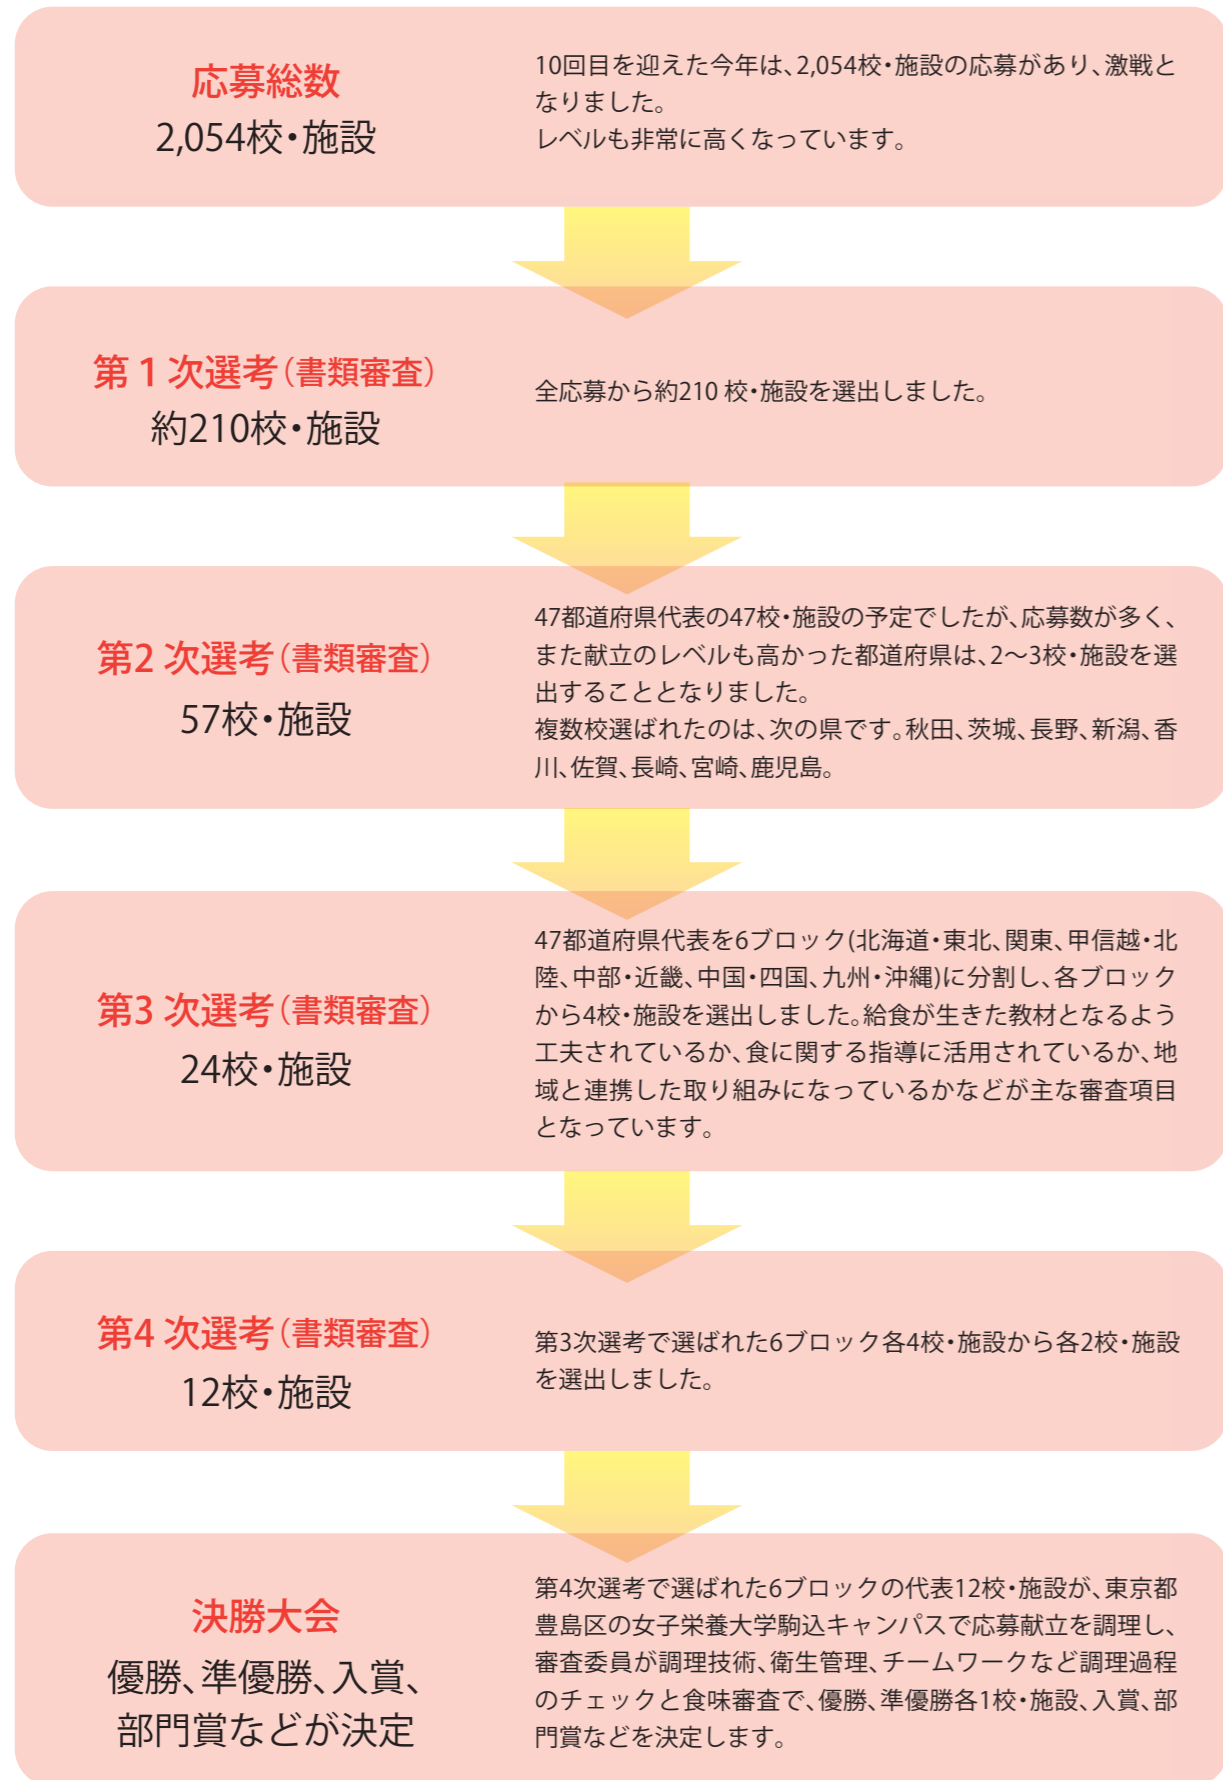 応募総数
2,054校・施設
10回目を迎えた今年は、2,054校・施設の応募があり、激戦と
なりました。
レベルも非常に高くなっています。
第1次選考(書類審査)
約210校・施設
全応募から約210 校・施設を選出しました。
第2次選考(書類審査)
57校・施設
47都道府県代表の47校・施設の予定でしたが、応募数が多く、
また献立のレベルも高かった都道府県は、2～3校・施設を選
出することとなりました。
複数校選ばれたのは、次の県です。秋田、茨城、長野、新潟、香
川、佐賀、長崎、宮崎、鹿児島。
第3次選考(書類審査)
24校・施設
47都道府県代表を6ブロック(北海道・東北、関東、甲信越・北
陸、中部・近畿、中国・四国、九州・沖縄)に分割し、各ブロック
から4校・施設を選出しました。給食が生きた教材となるよう
工夫されているか、食に関する指導に活用されているか、地
域と連携した取り組みになっているかなどが主な審査項目
となっています。
第4次選考(書類審査)
12校・施設
第3次選考で選ばれた6ブロック各4校・施設から各2校・施設
を選出しました。
決勝大会
優勝、準優勝、入賞、
部門賞などが決定
第4次選考で選ばれた6ブロックの代表12校・施設が、東京都
豊島区の女子栄養大学駒込キャンパスで応募献立を調理し、
審査委員が調理技術、衛生管理、チームワークなど調理過程
のチェックと食味審査で、優勝、準優勝各1校・施設、入賞、部
門賞などを決定します。